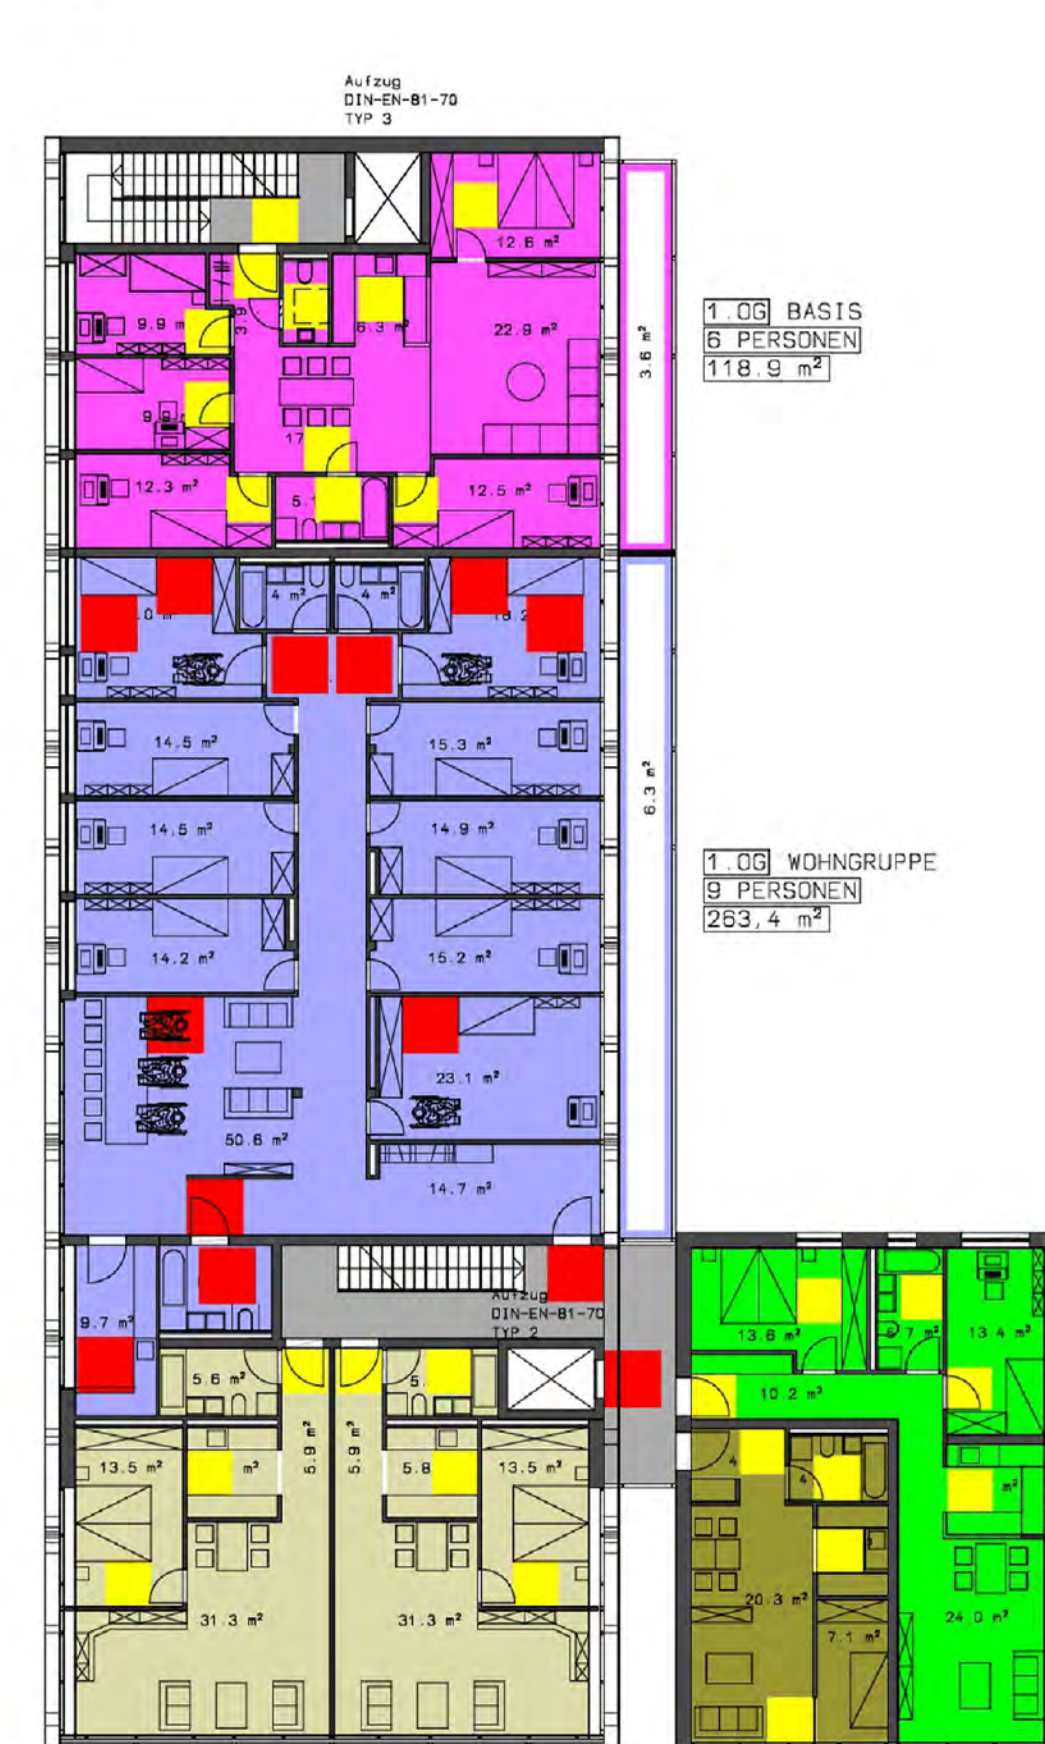 Aufzug
DIN-EN-81-70
TYP 3
12.6 m²
9.9 m
3.9
6.3 m²
22.9 m²
3.6 m²
1.OG BASIS
6 PERSONEN
118.9 m²
17
12.3 m²
5.1
12.5 m²
4 m²
4 m²
14.5 m²
15.3 m²
6.3 m²
14.5 m²
14.9 m²
1.OG WOHNGRUPPE
9 PERSONEN
263,4 m²
14.2 m²
15.2 m²
23.1 m²
50.6 m²
14.7 m²
9.7 m²
Aufzug
DIN-EN-81-70
TYP 2
13.6 m²
13.4 m²
5.6 m²
5.
10.2 m²
13.5 m²
m²
5.9 m²
5.9 m²
5.8
13.5 m²
4
4
m²
31.3 m²
31.3 m²
20.3 m²
7.1 m²
24.0 m²